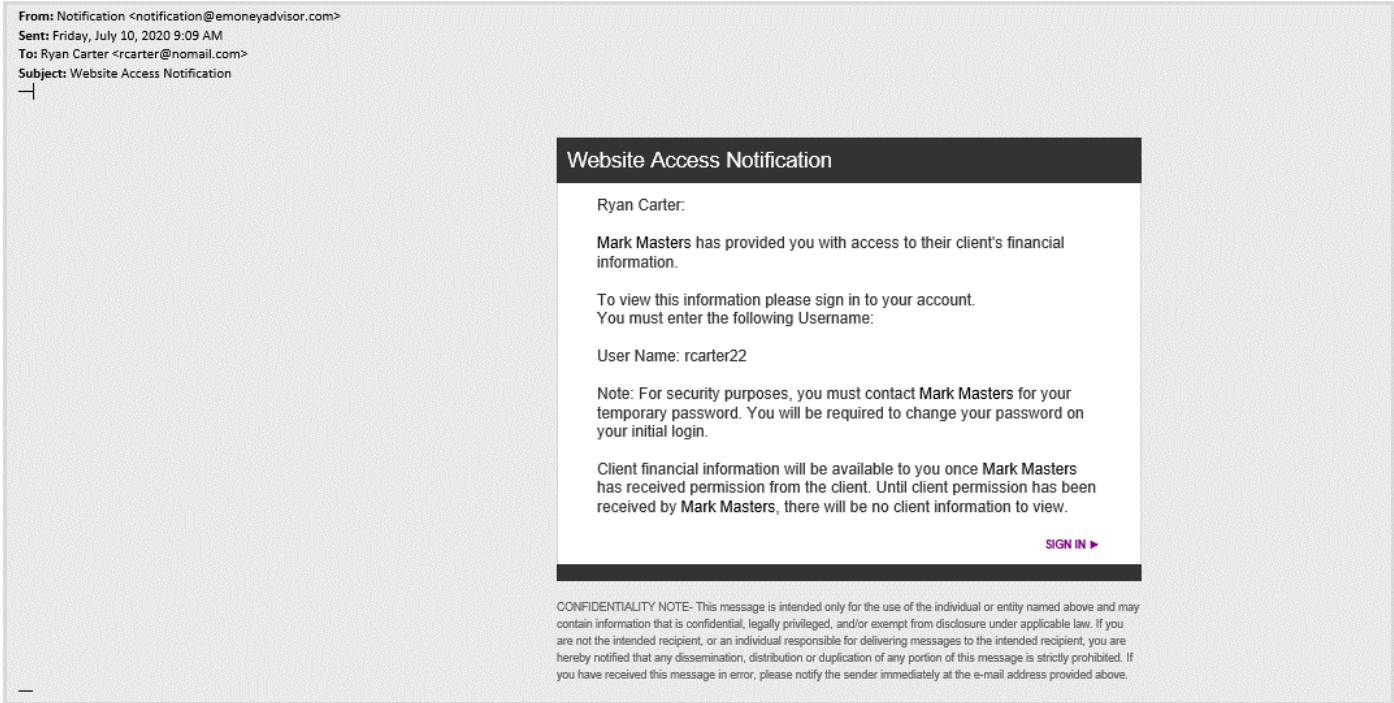 From: Notification <notification@emoneyadvisor.com>
Sent: Friday, July 10, 2020 9:09 AM
To: Ryan Carter <rcarter@nomail.com>
Subject: Website Access Notification
Website Access Notification
Ryan Carter:
Mark Masters has provided you with access to their client's financial
information.
To view this information please sign in to your account.
You must enter the following Username:
User Name: rcarter22
Note: For security purposes, you must contact Mark Masters for your
temporary password. You will be required to change your password on
your initial login.
Client financial information will be available to you once Mark Masters
has received permission from the client. Until client permission has been
received by Mark Masters, there will be no client information to view.
SIGN IN ►
CONFIDENTIALITY NOTE- This message is intended only for the use of the individual or entity named above and may
contain information that is confidential, legally privileged, and/or exempt from disclosure under applicable law. If you
are not the intended recipient, or an individual responsible for delivering messages to the intended recipient, you are
hereby notified that any dissemination, distribution or duplication of any portion of this message is strictly prohibited. If
you have received this message in error, please notify the sender immediately at the e-mail address provided above.